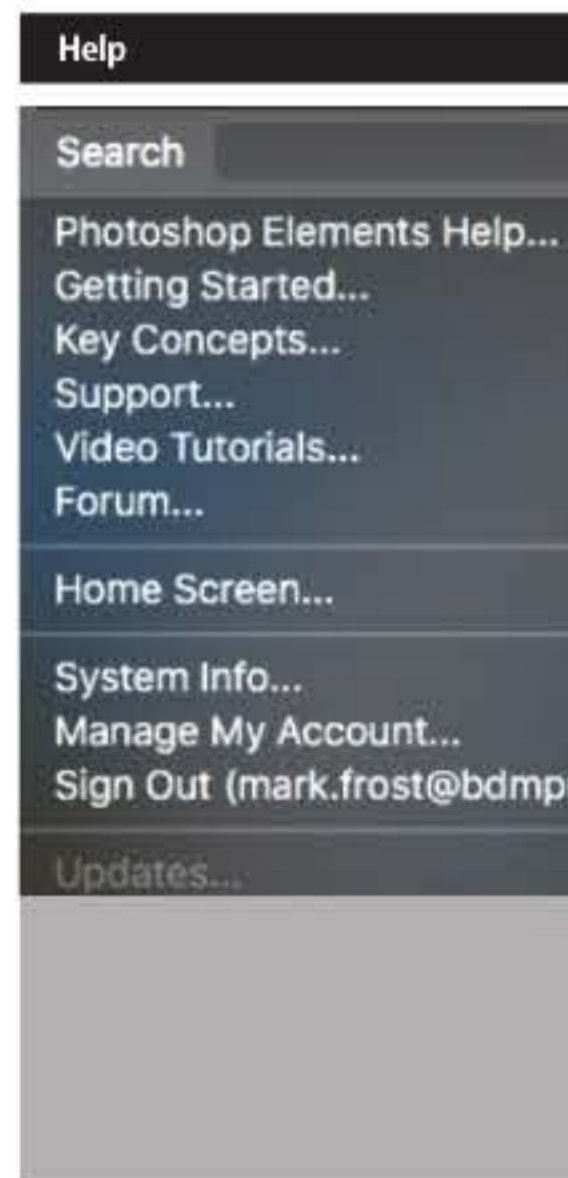 Help
Search
Photoshop Elements Help...
Getting Started...
Key Concepts...
Support...
Video Tutorials...
Forum...
Home Screen...
System Info...
Manage My Account...
Sign Out (mark.frost@bdmp
Updates...